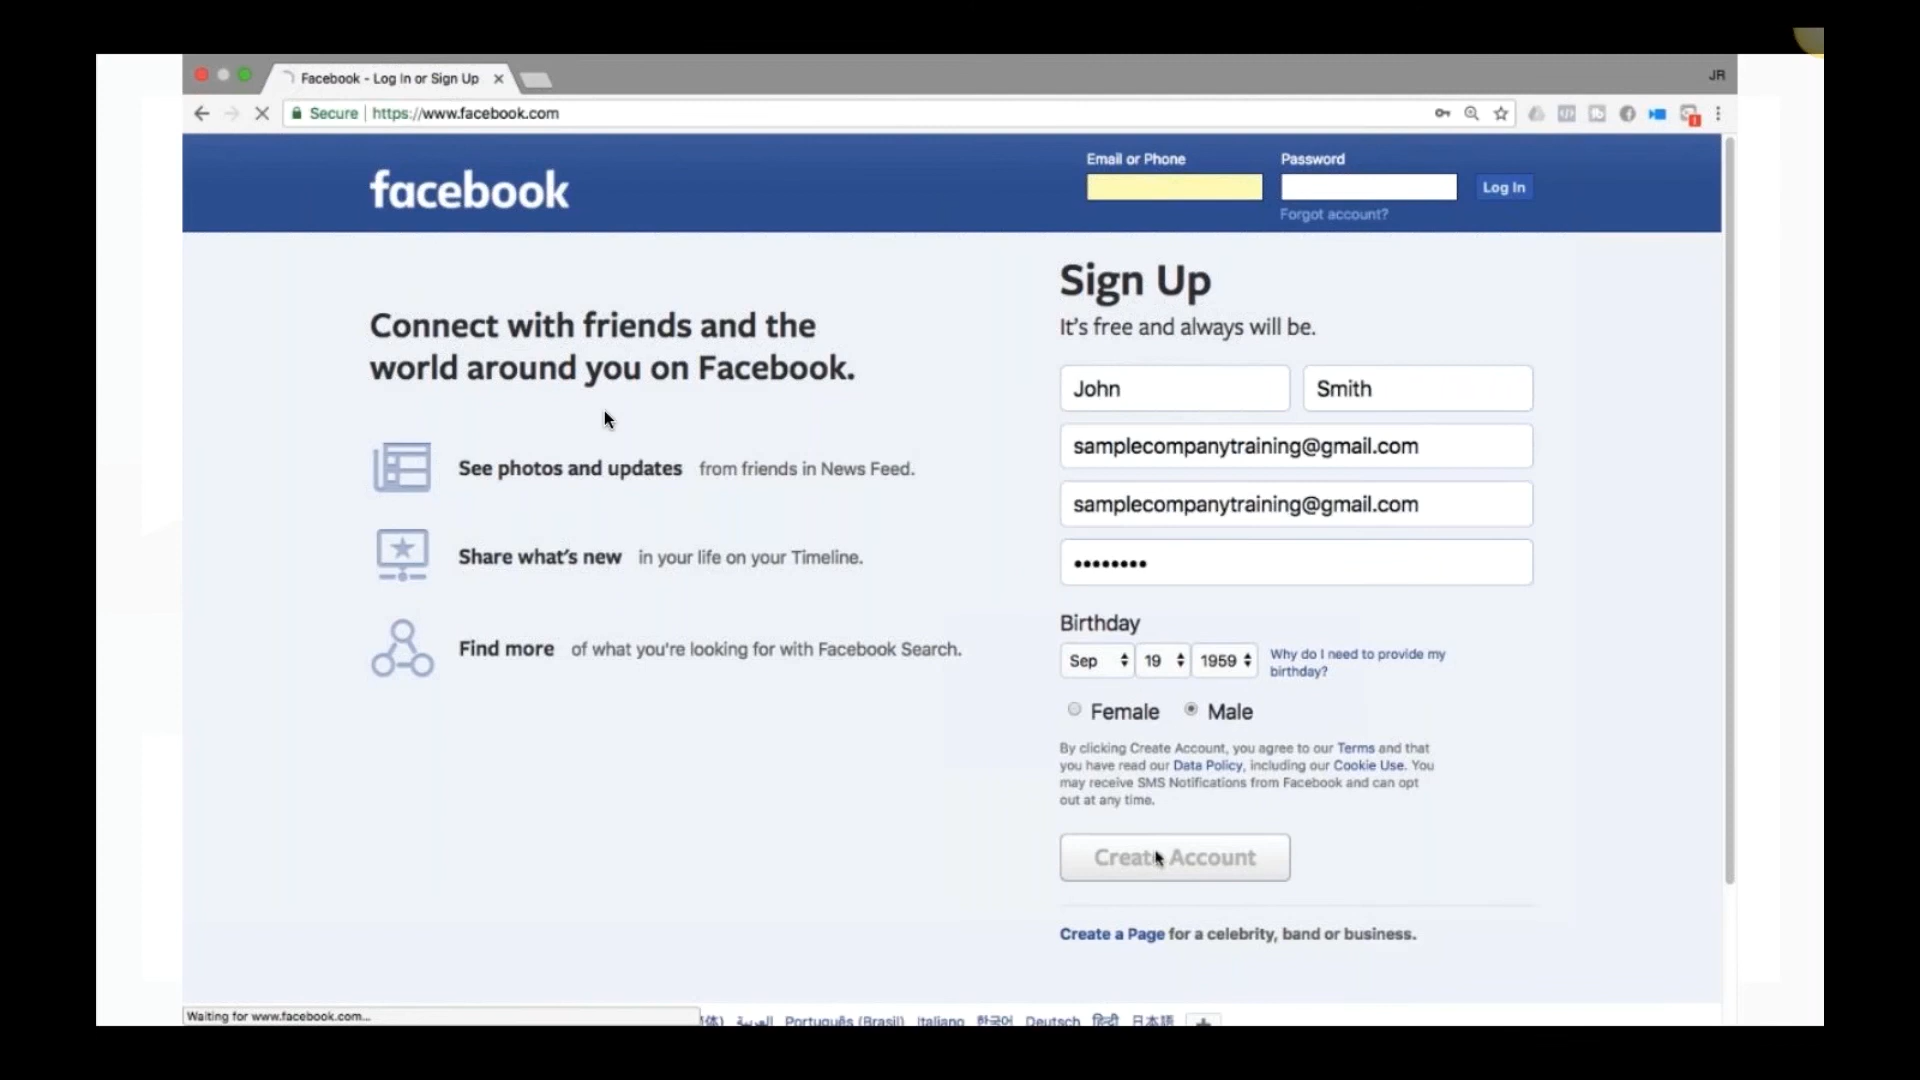 Facebook - Log In or Sign Up
JR
Secure | https://www.facebook.com
facebook
Email or Phone
Password
Log In
Forgot account?
Connect with friends and the
world around you on Facebook.
See photos and updates from friends in News Feed.
Share what's new in your life on your Timeline.
Find more of what you're looking for with Facebook Search.
Sign Up
It's free and always will be.
John
Smith
samplecompanytraining@gmail.com
samplecompanytraining@gmail.com
••••••••
Birthday
Sep 19 1959
Why do I need to provide my
birthday?
Female Male
By clicking Create Account, you agree to our Terms and that
you have read our Data Policy, including our Cookie Use. You
may receive SMS Notifications from Facebook and can opt
out at any time.
Create Account
Create a Page for a celebrity, band or business.
Waiting for www.facebook.com...
العربية Português (Brasil) Italiano 한국어 Deutsch हिन्दी 日本語